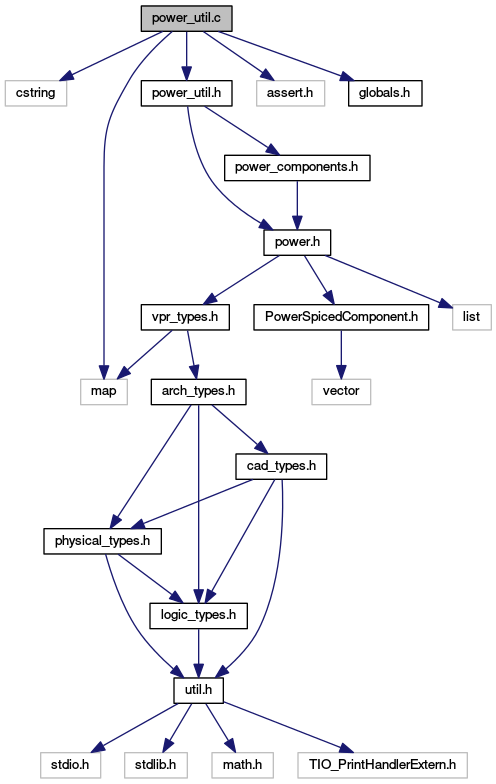 power_util.c
cstring
power_util.h
assert.h
globals.h
power_components.h
power.h
vpr_types.h
PowerSpicedComponent.h
list
map
arch_types.h
vector
cad_types.h
physical_types.h
logic_types.h
util.h
stdio.h
stdlib.h
math.h
TIO_PrintHandlerExtern.h